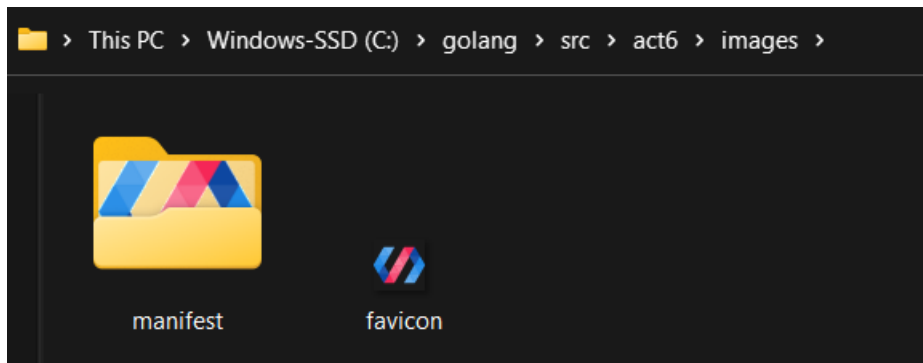 > This PC > Windows-SSD (C:) > golang > src > act6 > images >
manifest
favicon